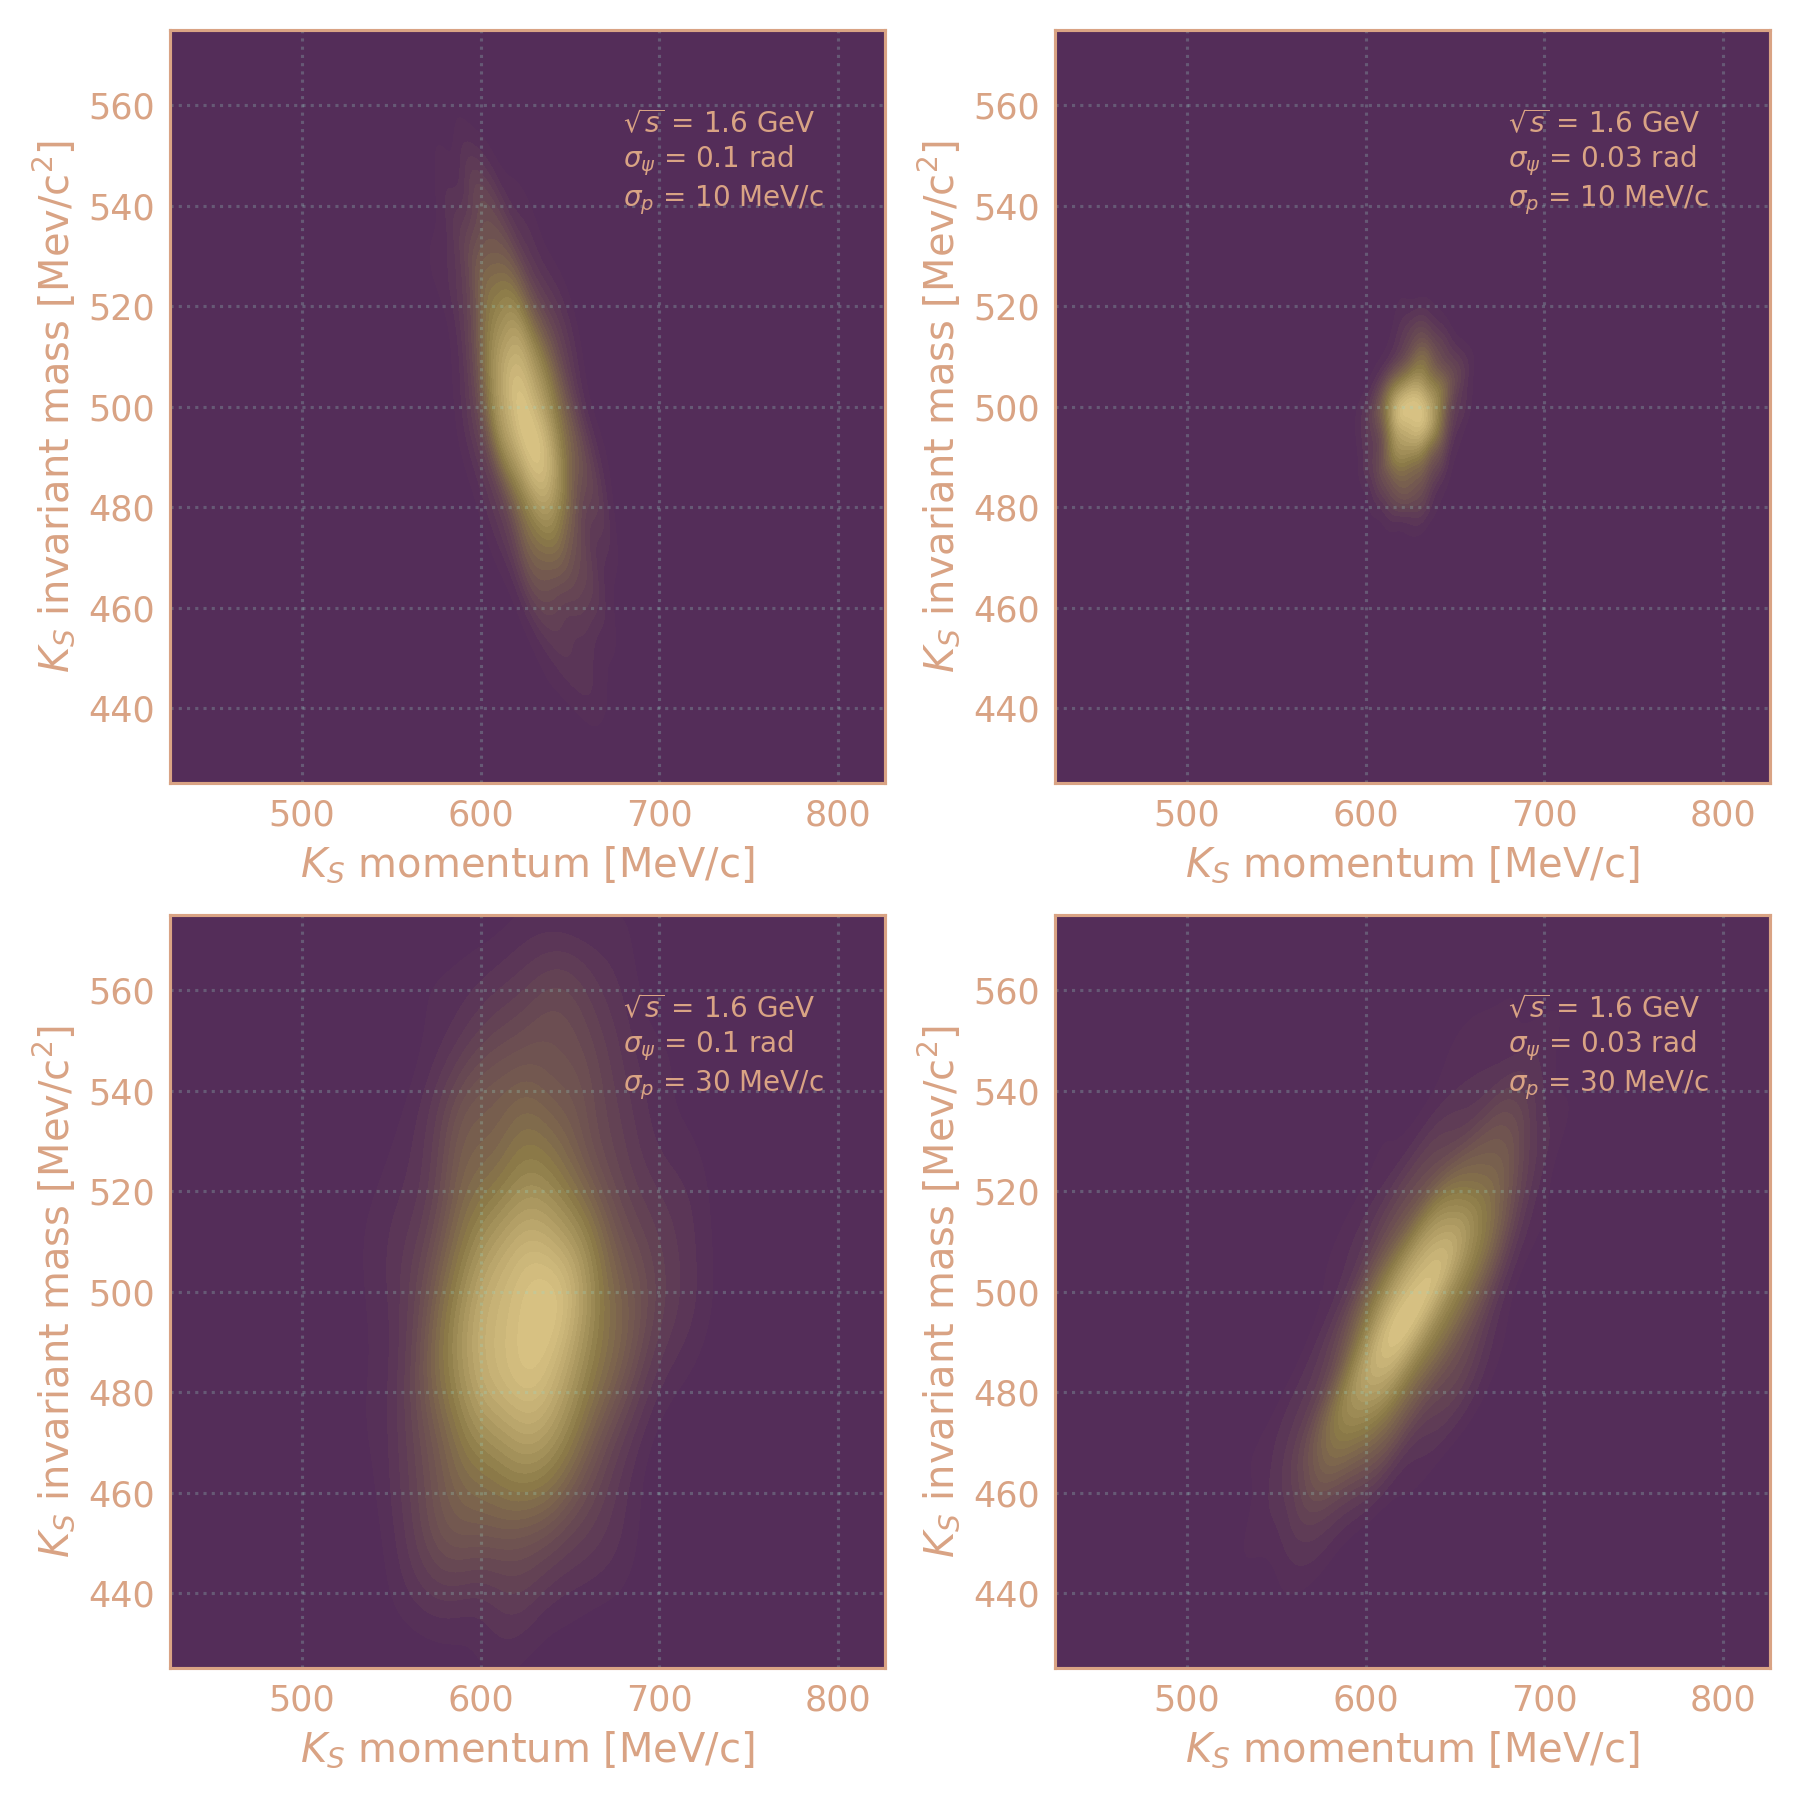 560
540
520
500
480
460
440
K_S invariant mass [Mev/c²]
√s = 1.6 GeV
σ_ψ = 0.1 rad
σ_p = 10 MeV/c
500 600 700 800
K_S momentum [MeV/c]
560
540
520
500
480
460
440
K_S invariant mass [Mev/c²]
√s = 1.6 GeV
σ_ψ = 0.03 rad
σ_p = 10 MeV/c
500 600 700 800
K_S momentum [MeV/c]
560
540
520
500
480
460
440
K_S invariant mass [Mev/c²]
√s = 1.6 GeV
σ_ψ = 0.1 rad
σ_p = 30 MeV/c
500 600 700 800
K_S momentum [MeV/c]
560
540
520
500
480
460
440
K_S invariant mass [Mev/c²]
√s = 1.6 GeV
σ_ψ = 0.03 rad
σ_p = 30 MeV/c
500 600 700 800
K_S momentum [MeV/c]